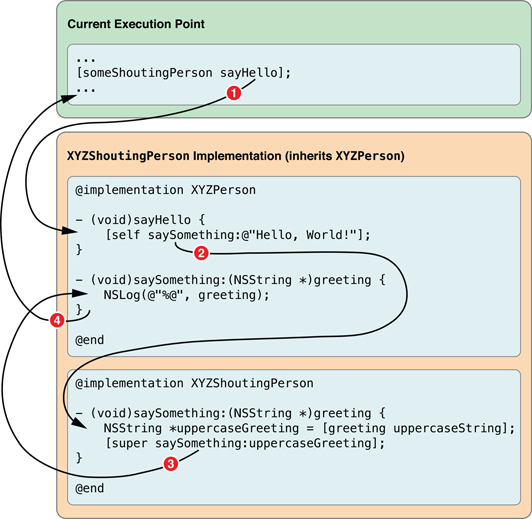 Current Execution Point
...
[someShoutingPerson sayHello];
...
1
XYZShoutingPerson Implementation (inherits XYZPerson)
@implementation XYZPerson
- (void)sayHello {
[self saySomething:@"Hello, World!"];
}
2
- (void)saySomething:(NSString *)greeting {
NSLog(@"%@", greeting);
}
4
@end
@implementation XYZShoutingPerson
- (void)saySomething:(NSString *)greeting {
NSString *uppercaseGreeting = [greeting uppercaseString];
[super saySomething:uppercaseGreeting];
}
3
@end